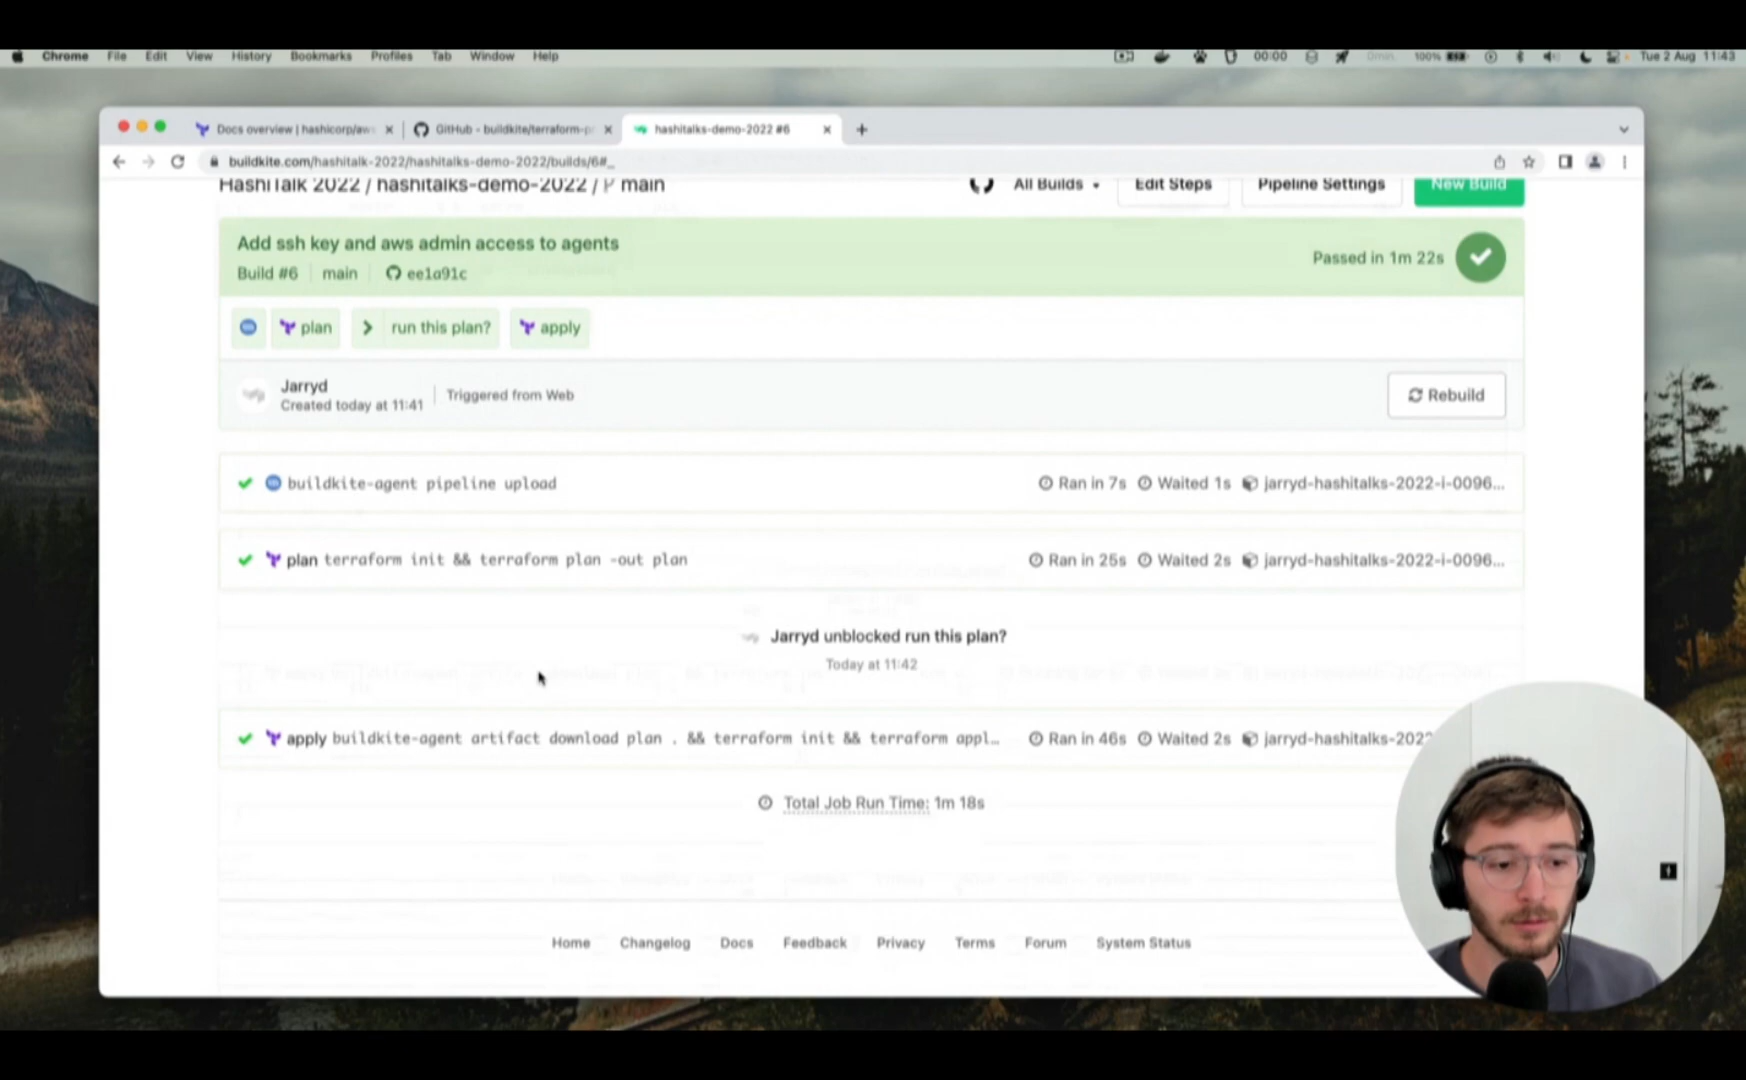 Chrome File Edit View History Bookmarks Profiles Tab Window Help 00:00 0min 100% Tue 2 Aug 11:43
Docs overview | hashicorp/aws
GitHub - buildkite/terraform-pr
hashitalks-demo-2022 #6
buildkite.com/hashitalk-2022/hashitalks-demo-2022/builds/6#_
HashiTalk 2022 / hashitalks-demo-2022 / main
All Builds Edit Steps Pipeline Settings New Build
Add ssh key and aws admin access to agents
Build #6 main ee1a91c
Passed in 1m 22s
plan run this plan? apply
Jarryd
Created today at 11:41
Triggered from Web
Rebuild
buildkite-agent pipeline upload Ran in 7s Waited 1s jarryd-hashitalks-2022-i-0096...
plan terraform init && terraform plan -out plan Ran in 25s Waited 2s jarryd-hashitalks-2022-i-0096...
Jarryd unblocked run this plan?
Today at 11:42
apply buildkite-agent artifact download plan . && terraform init && terraform appl... Ran in 46s Waited 2s jarryd-hashitalks-202
Total Job Run Time: 1m 18s
Home Changelog Docs Feedback Privacy Terms Forum System Status